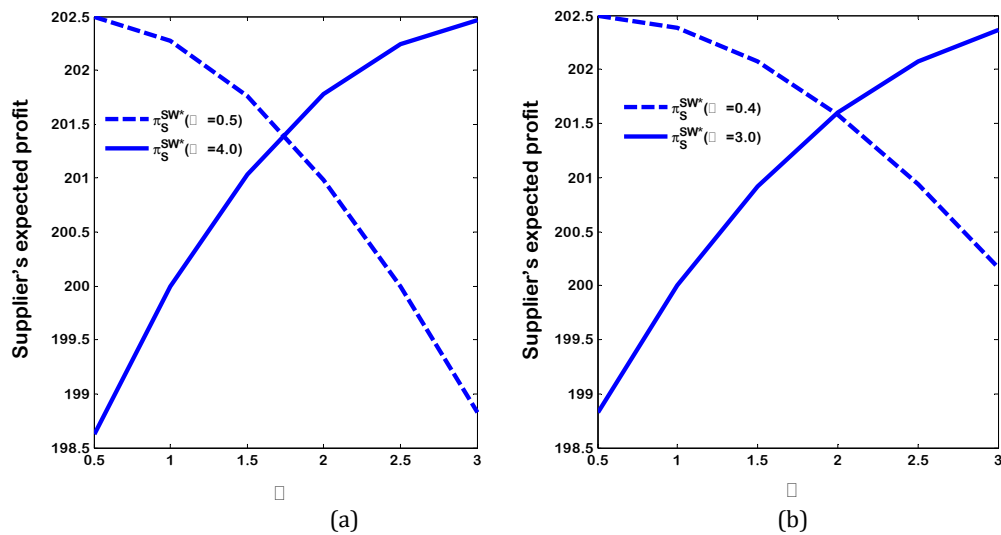 202.5
202
201.5
201
200.5
200
199.5
199
198.5
0.5 1 1.5 2 2.5 3
Supplier's expected profit
π_S^SW*(□ =0.5)
π_S^SW*(□ =4.0)
□
(a)
202.5
202
201.5
201
200.5
200
199.5
199
198.5
0.5 1 1.5 2 2.5 3
Supplier's expected profit
π_S^SW*(□ =0.4)
π_S^SW*(□ =3.0)
□
(b)